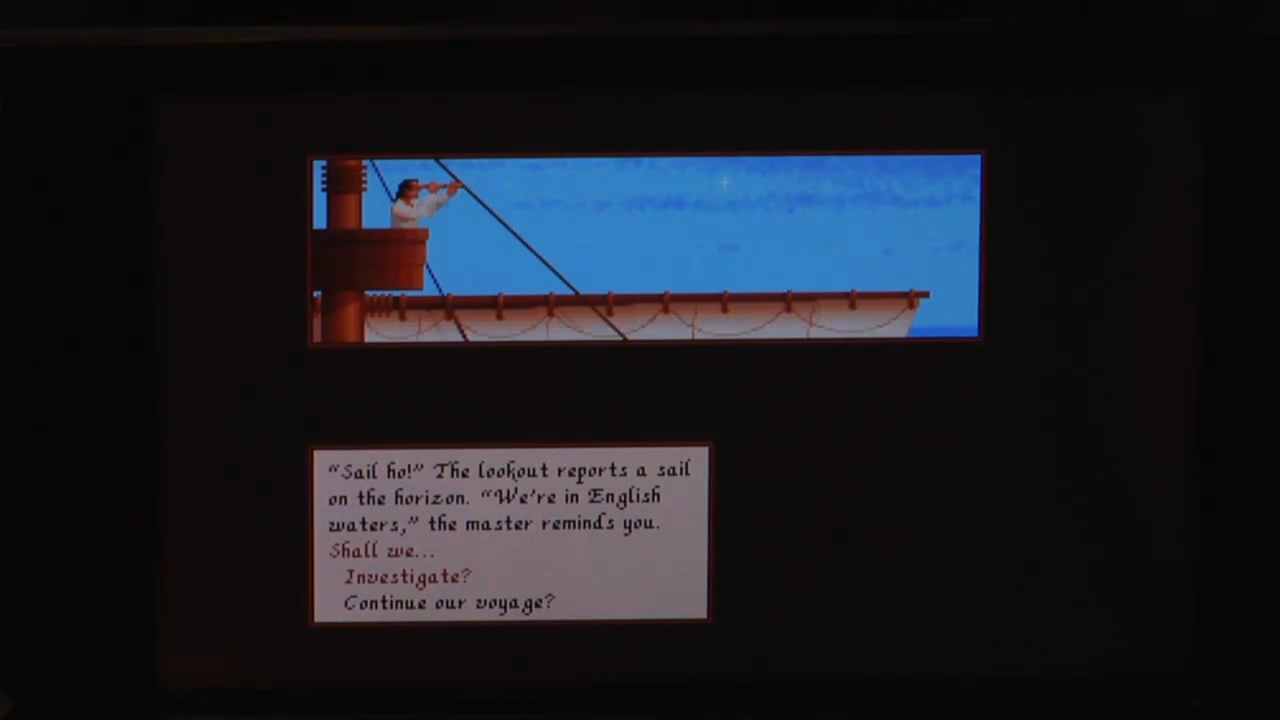 “Sail ho!” The lookout reports a sail
on the horizon. “We're in English
waters,” the master reminds you.
Shall we...
Investigate?
Continue our voyage?